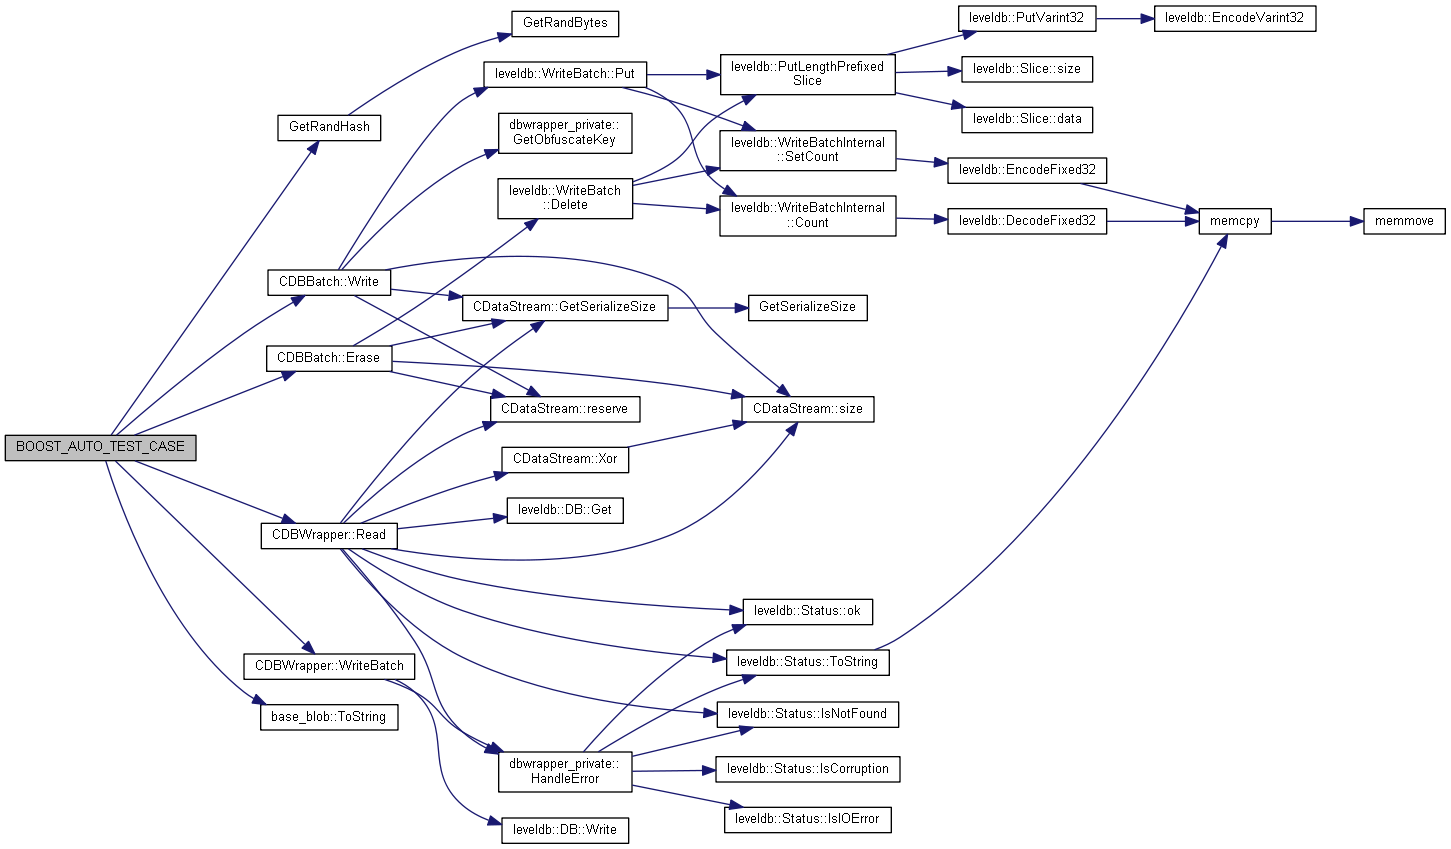 BOOST_AUTO_TEST_CASE
GetRandHash
CDBBatch::Write
CDBBatch::Erase
CDBWrapper::Read
CDBWrapper::WriteBatch
base_blob::ToString
GetRandBytes
leveldb::WriteBatch::Put
dbwrapper_private::
GetObfuscateKey
leveldb::WriteBatch
::Delete
CDataStream::GetSerializeSize
CDataStream::reserve
CDataStream::Xor
leveldb::DB::Get
dbwrapper_private::
HandleError
leveldb::DB::Write
leveldb::PutLengthPrefixed
Slice
leveldb::WriteBatchInternal
::SetCount
leveldb::WriteBatchInternal
::Count
GetSerializeSize
CDataStream::size
leveldb::Status::ok
leveldb::Status::ToString
leveldb::Status::IsNotFound
leveldb::Status::IsCorruption
leveldb::Status::IsIOError
leveldb::PutVarint32
leveldb::Slice::size
leveldb::Slice::data
leveldb::EncodeFixed32
leveldb::DecodeFixed32
leveldb::EncodeVarint32
memcpy
memmove